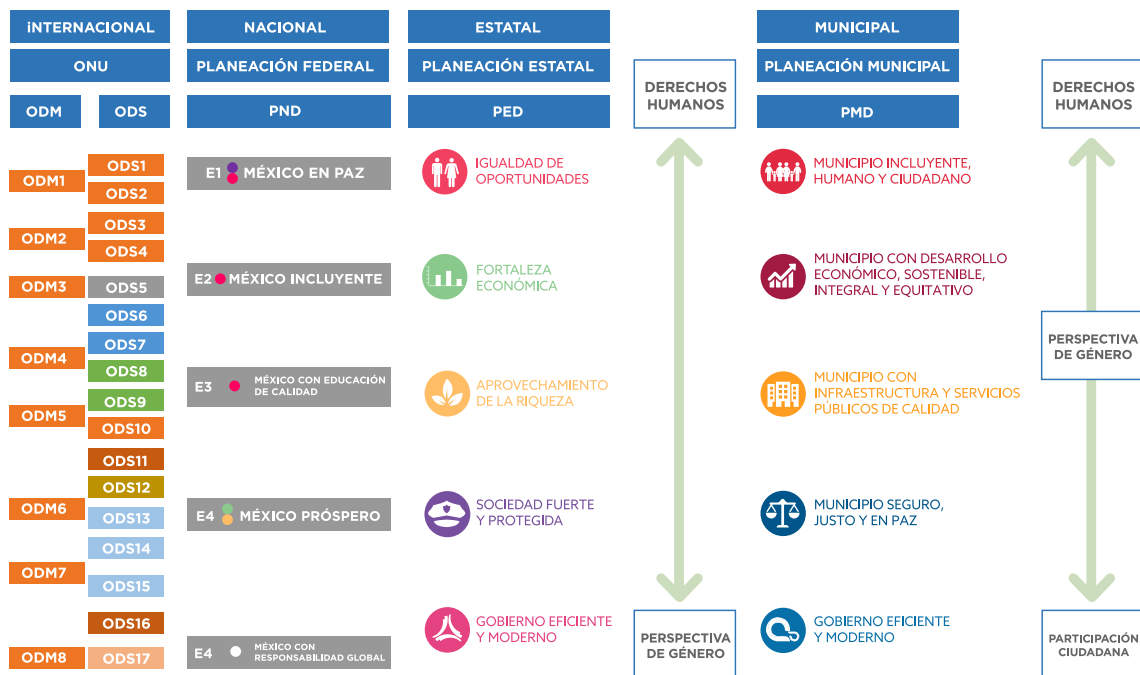 iNTERNACIONAL
NACIONAL
ESTATAL
MUNICIPAL
ONU
PLANEACIÓN FEDERAL
PLANEACIÓN ESTATAL
PLANEACIÓN MUNICIPAL
ODM
ODS
PND
PED
PMD
DERECHOS
HUMANOS
DERECHOS
HUMANOS
ODM1
ODM2
ODM3
ODM4
ODM5
ODM6
ODM7
ODM8
ODS1
ODS2
ODS3
ODS4
ODS5
ODS6
ODS7
ODS8
ODS9
ODS10
ODS11
ODS12
ODS13
ODS14
ODS15
ODS16
ODS17
E1 MÉXICO EN PAZ
E2 MÉXICO INCLUYENTE
E3 MÉXICO CON EDUCACIÓN
DE CALIDAD
E4 MÉXICO PRÓSPERO
E4 MÉXICO CON
RESPONSABILIDAD GLOBAL
IGUALDAD DE
OPORTUNIDADES
FORTALEZA
ECONÓMICA
APROVECHAMIENTO
DE LA RIQUEZA
SOCIEDAD FUERTE
Y PROTEGIDA
GOBIERNO EFICIENTE
Y MODERNO
PERSPECTIVA
DE GÉNERO
MUNICIPIO INCLUYENTE,
HUMANO Y CIUDADANO
MUNICIPIO CON DESARROLLO
ECONÓMICO, SOSTENIBLE,
INTEGRAL Y EQUITATIVO
MUNICIPIO CON
INFRAESTRUCTURA Y SERVICIOS
PÚBLICOS DE CALIDAD
MUNICIPIO SEGURO,
JUSTO Y EN PAZ
GOBIERNO EFICIENTE
Y MODERNO
PERSPECTIVA
DE GÉNERO
PARTICIPACIÓN
CIUDADANA